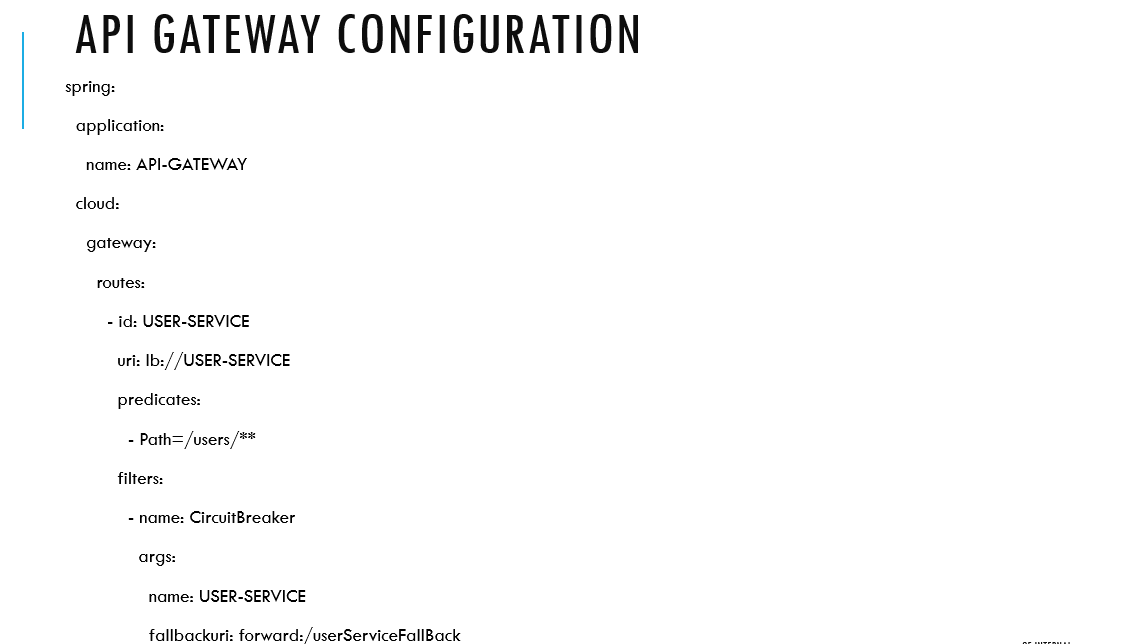 API GATEWAY CONFIGURATION
spring:
application:
name: API-GATEWAY
cloud:
gateway:
routes:
- id: USER-SERVICE
uri: lb://USER-SERVICE
predicates:
- Path=/users/**
filters:
- name: CircuitBreaker
args:
name: USER-SERVICE
fallbackuri: forward:/userServiceFallBack